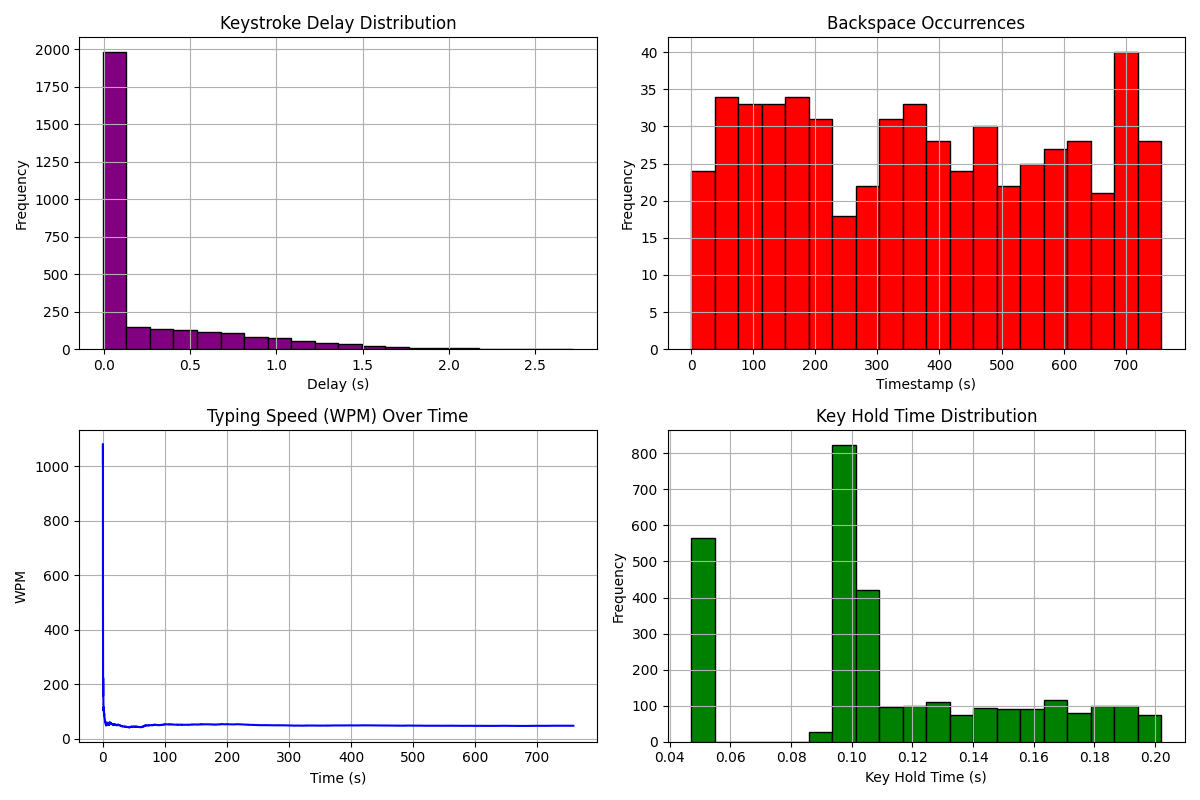 Keystroke Delay Distribution
Frequency
2000
1750
1500
1250
1000
750
500
250
0
0.0 0.5 1.0 1.5 2.0 2.5
Delay (s)
Backspace Occurrences
Frequency
40
35
30
25
20
15
10
5
0
0 100 200 300 400 500 600 700
Timestamp (s)
Typing Speed (WPM) Over Time
WPM
1000
800
600
400
200
0
0 100 200 300 400 500 600 700
Time (s)
Key Hold Time Distribution
Frequency
800
700
600
500
400
300
200
100
0
0.04 0.06 0.08 0.10 0.12 0.14 0.16 0.18 0.20
Key Hold Time (s)